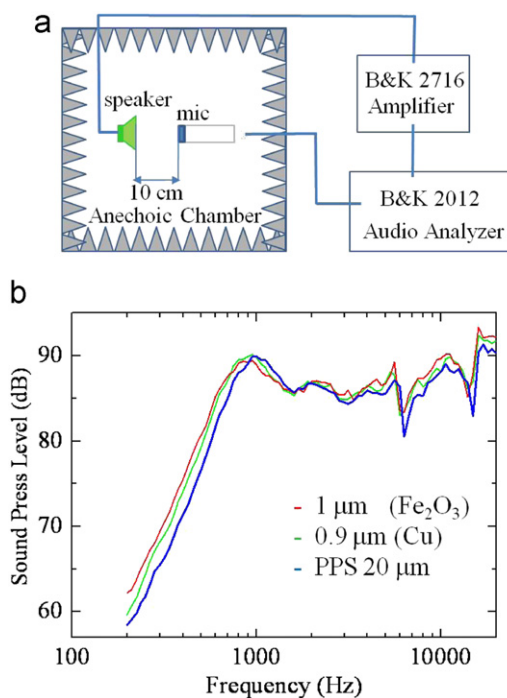 a
speaker
mic
10 cm
Anechoic Chamber
B&K 2716
Amplifier
B&K 2012
Audio Analyzer
b
Sound Press Level (dB)
90
80
70
60
1 μm (Fe₂O₃)
0.9 μm (Cu)
PPS 20 μm
100
1000
10000
Frequency (Hz)